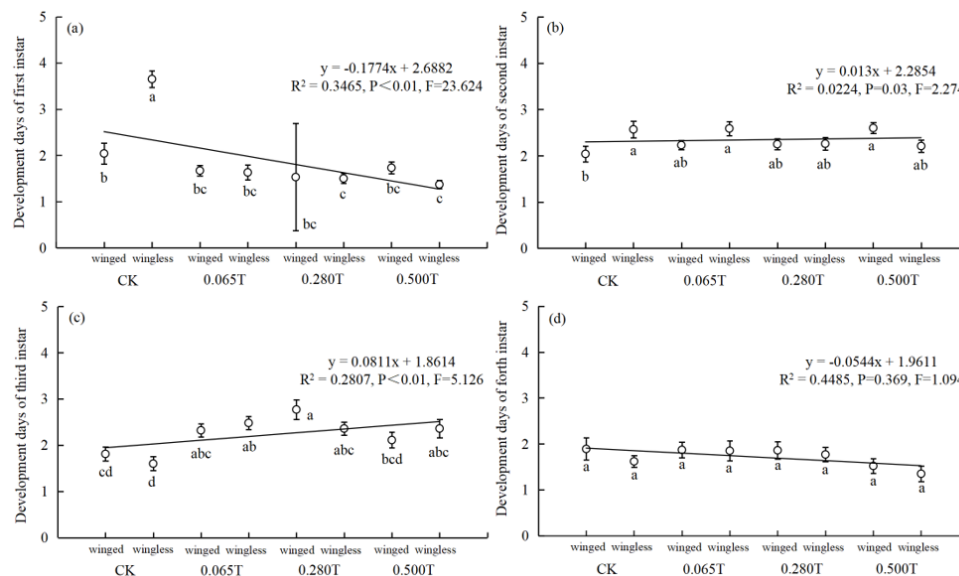 (a)
Development days of first instar
5
4
3
2
1
0
y = -0.1774x + 2.6882
R² = 0.3465, P＜0.01, F=23.624
b
a
bc
bc
bc
c
bc
c
winged wingless winged wingless winged wingless winged wingless
CK 0.065T 0.280T 0.500T
(b)
Development days of second instar
5
4
3
2
1
0
y = 0.013x + 2.2854
R² = 0.0224, P=0.03, F=2.274
b
a
ab
a
ab
ab
a
ab
winged wingless winged wingless winged wingless winged wingless
CK 0.065T 0.280T 0.500T
(c)
Development days of third instar
5
4
3
2
1
0
y = 0.0811x + 1.8614
R² = 0.2807, P＜0.01, F=5.126
cd
d
abc
ab
a
abc
bcd
abc
winged wingless winged wingless winged wingless winged wingless
CK 0.065T 0.280T 0.500T
(d)
Development days of forth instar
5
4
3
2
1
0
y = -0.0544x + 1.9611
R² = 0.4485, P=0.369, F=1.094
a
a
a
a
a
a
a
a
winged wingless winged wingless winged wingless winged wingless
CK 0.065T 0.280T 0.500T